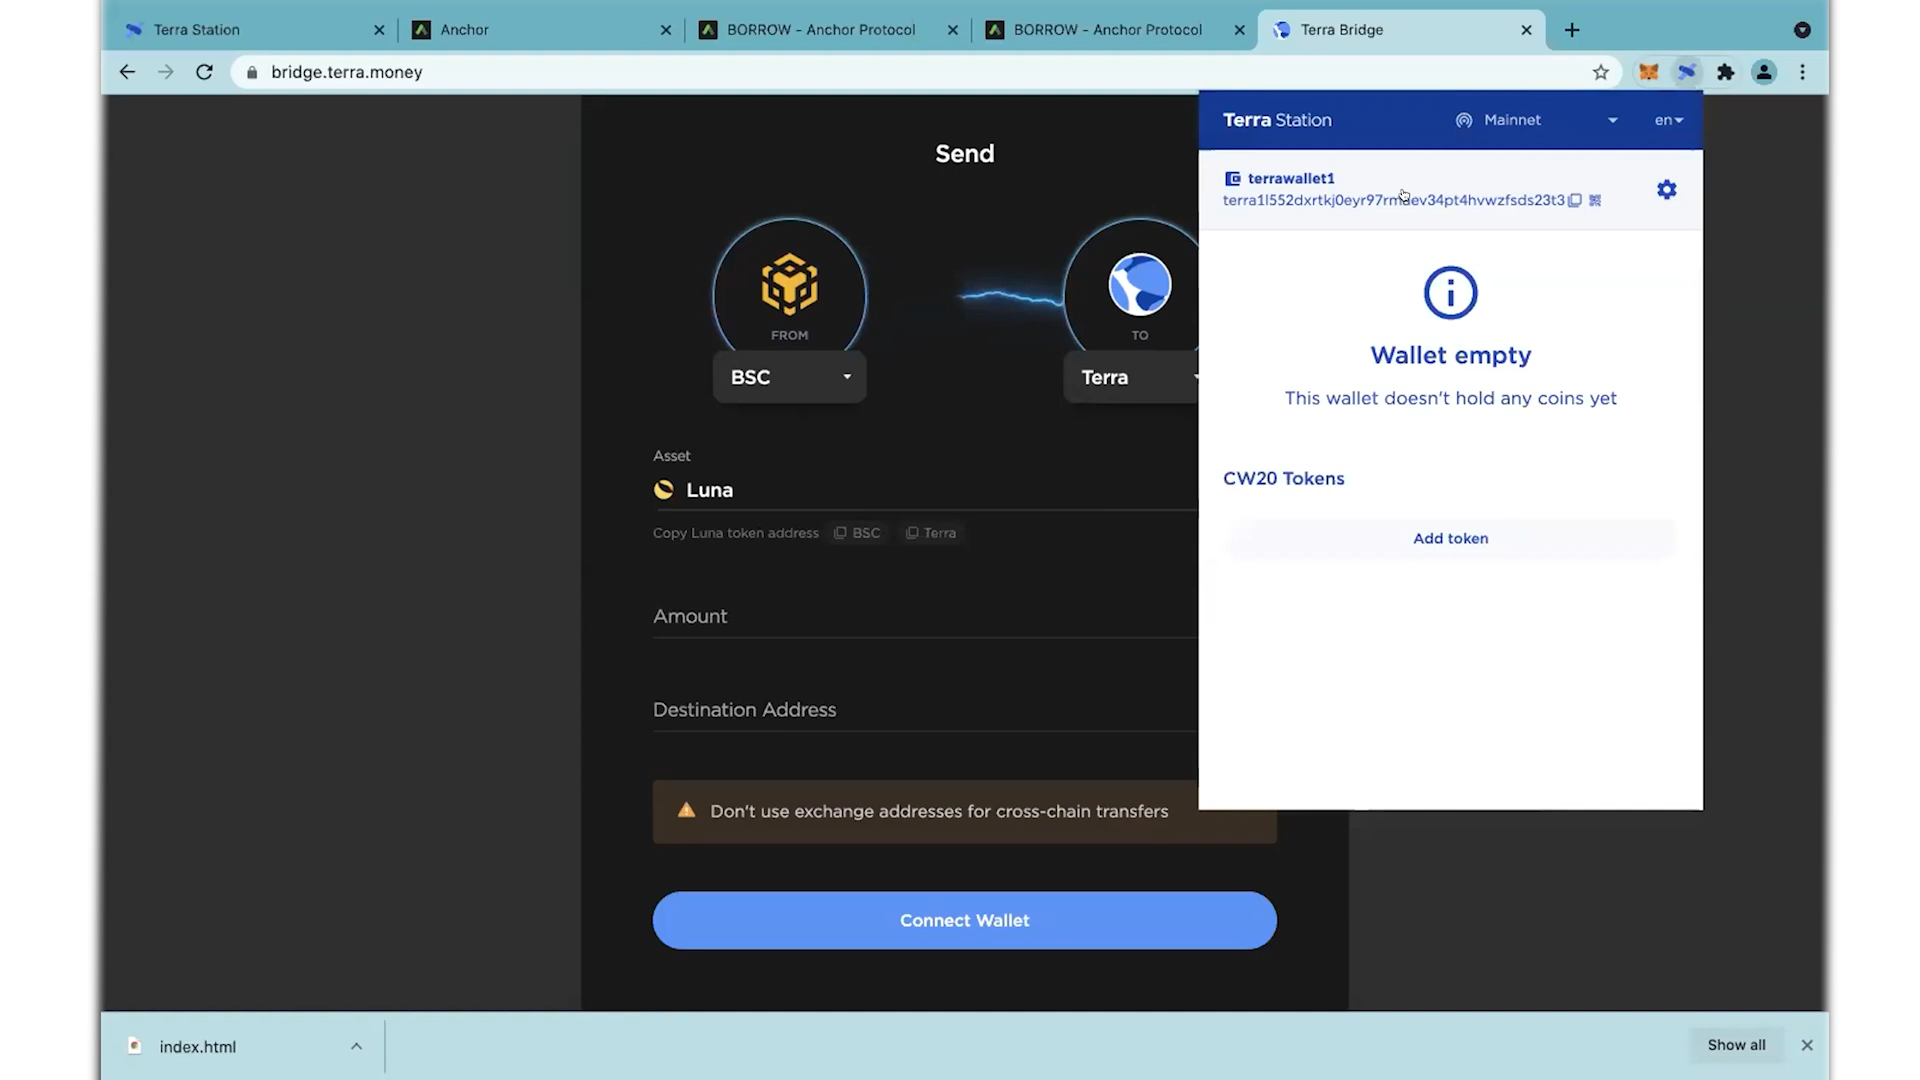 Terra Station
Anchor
BORROW - Anchor Protocol
BORROW - Anchor Protocol
Terra Bridge
bridge.terra.money
Terra Station
Mainnet
en
terrawallet1
Wallet empty
This wallet doesn't hold any coins yet
CW20 Tokens
Add token
Send
FROM
BSC
TO
Terra
Asset
Luna
Copy Luna token address BSC Terra
Amount
Destination Address
Don't use exchange addresses for cross-chain transfers
Connect Wallet
index.html
Show all